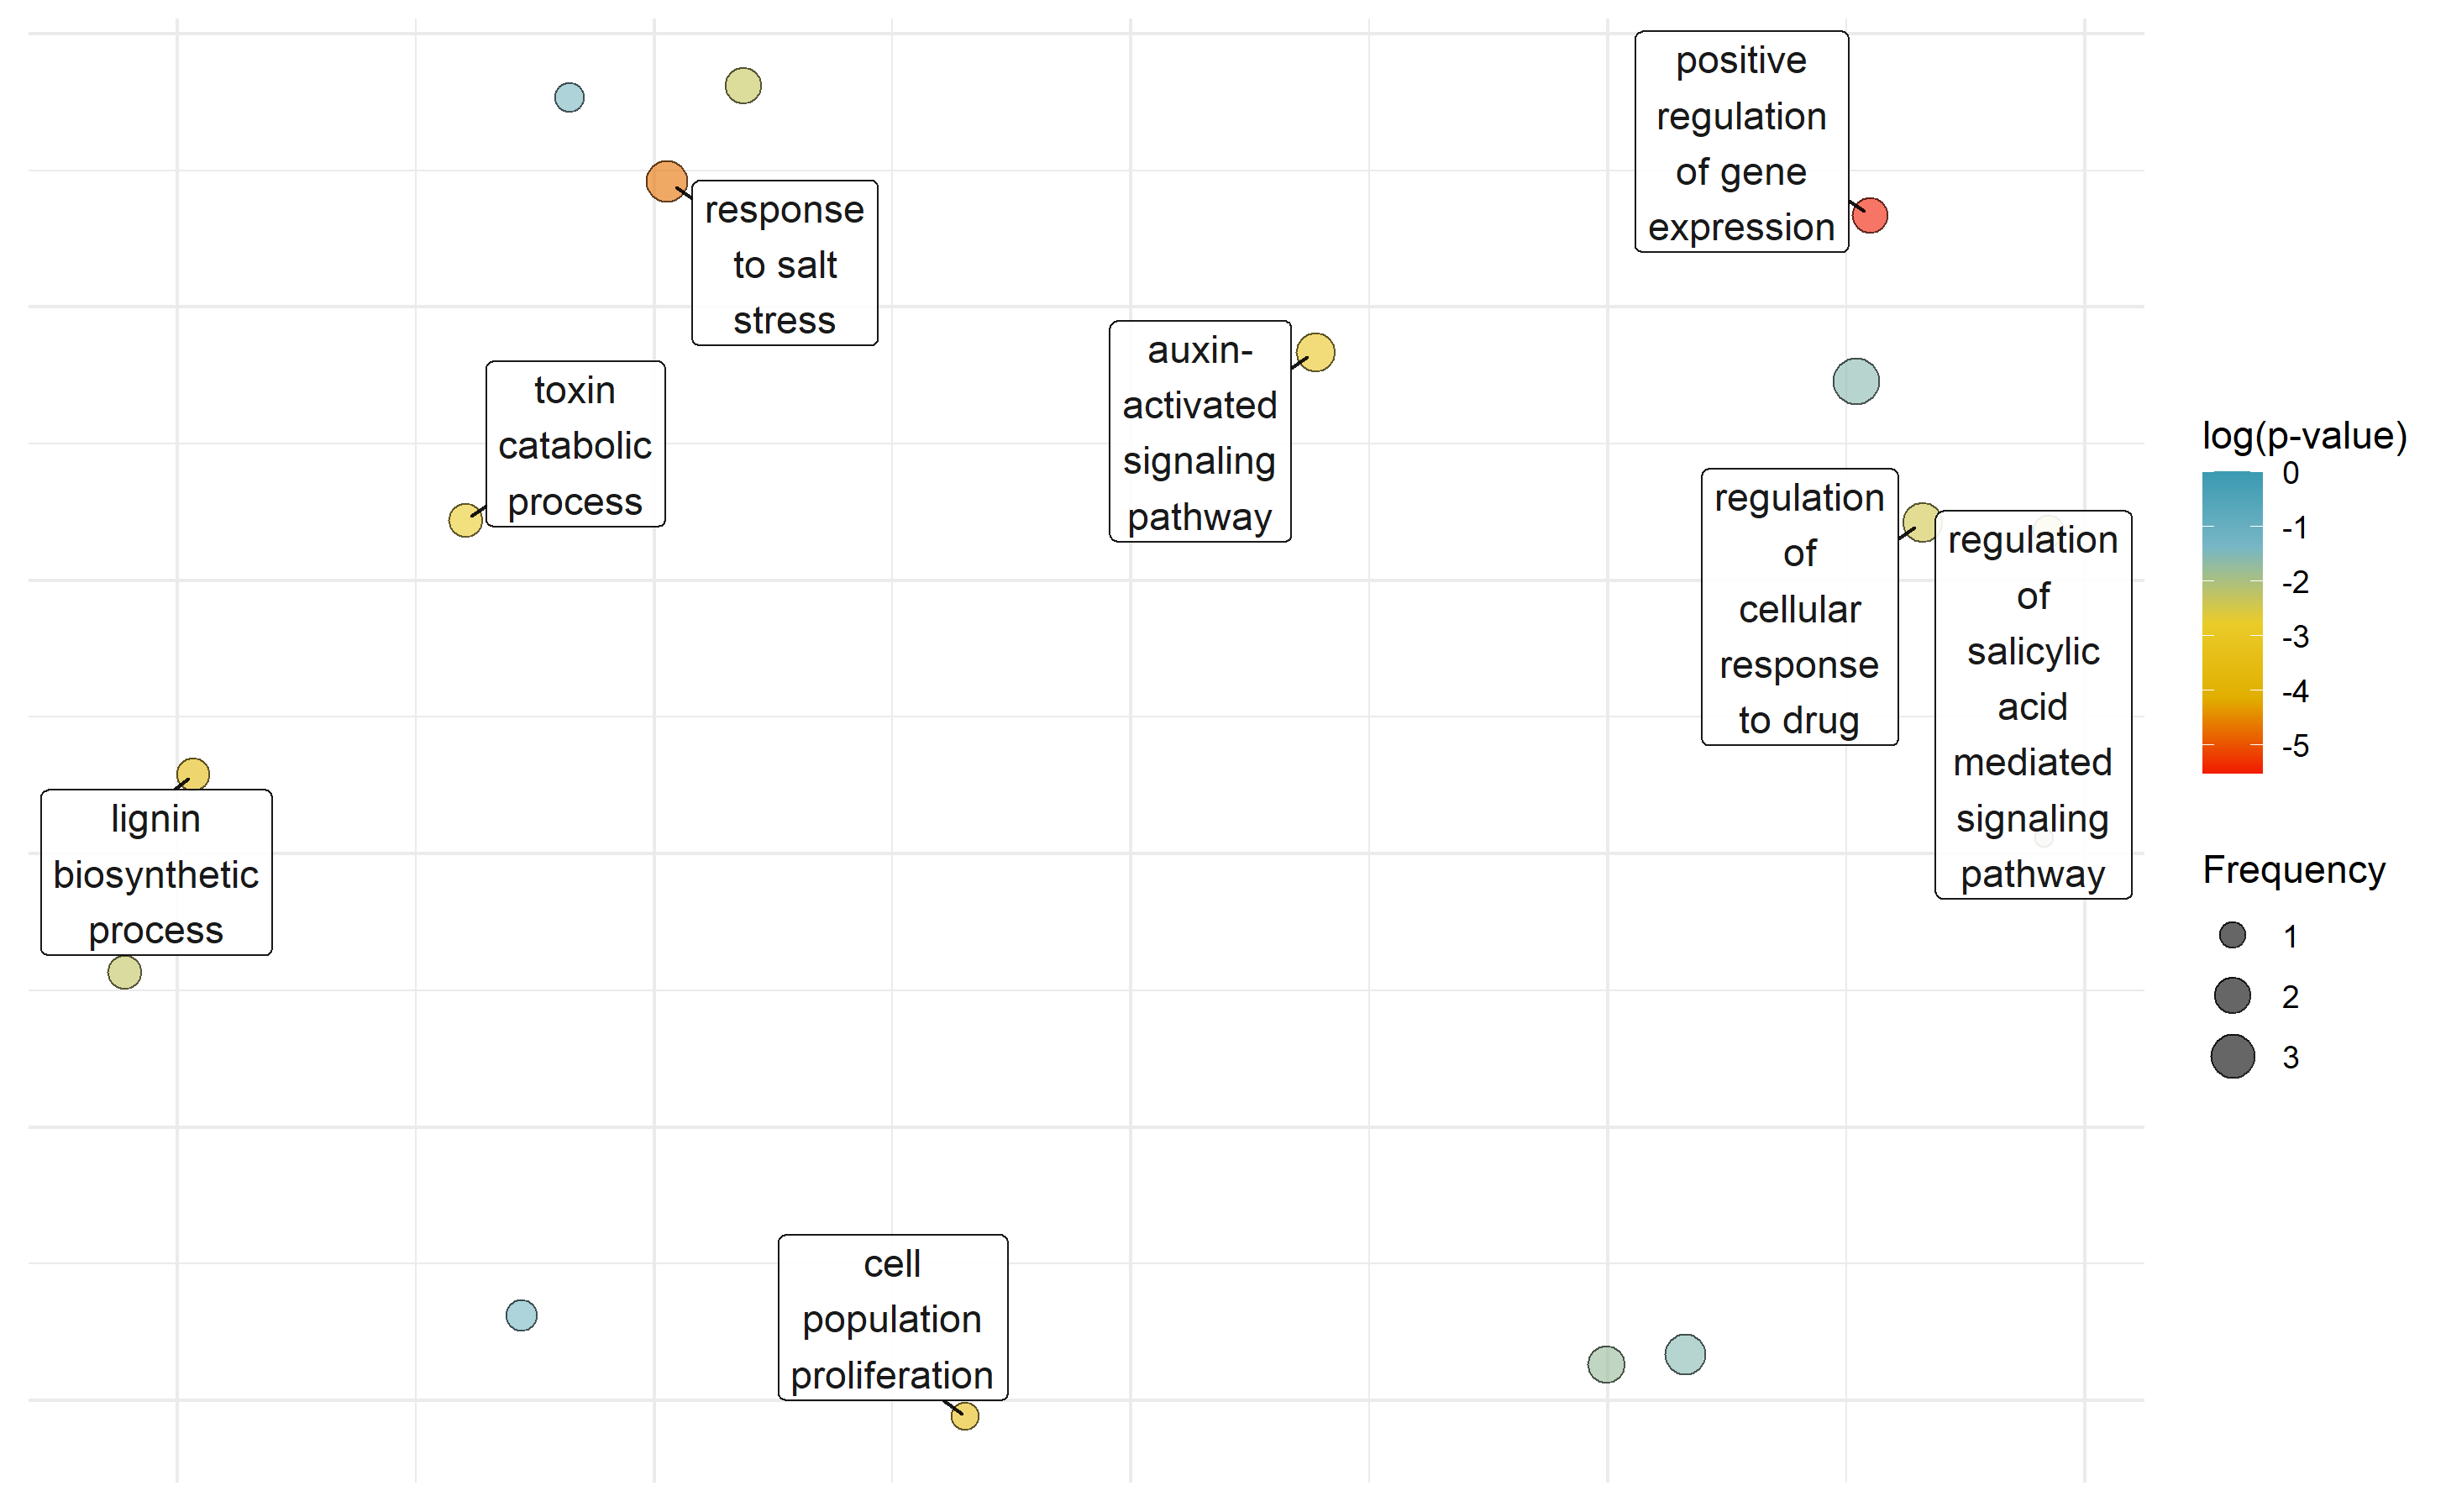 positive
regulation
of gene
expression
response
to salt
stress
auxin-
activated
signaling
pathway
toxin
catabolic
process
regulation
of
cellular
response
to drug
regulation
of
salicylic
acid
mediated
signaling
pathway
lignin
biosynthetic
process
cell
population
proliferation
log(p-value)
0
-1
-2
-3
-4
-5
Frequency
1
2
3